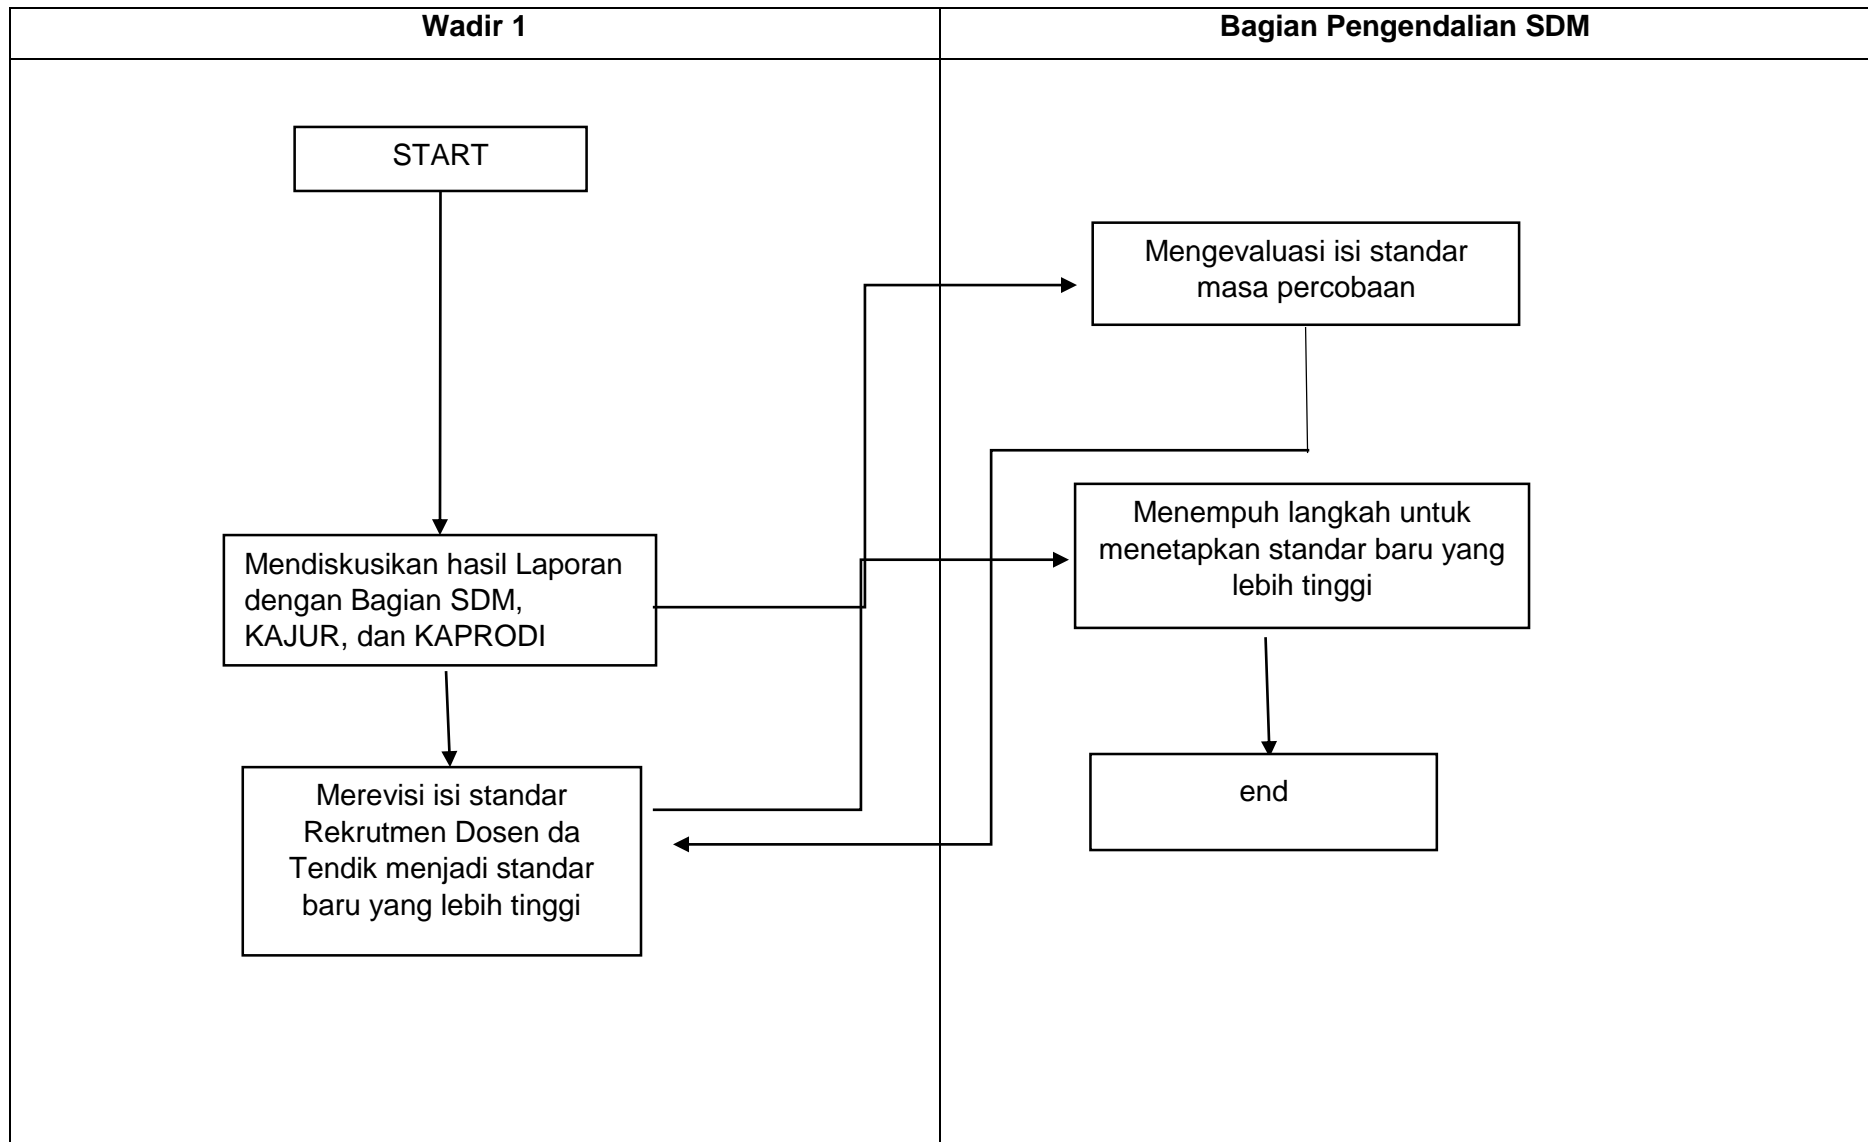 Wadir 1
Bagian Pengendalian SDM
START
Mendiskusikan hasil Laporan
dengan Bagian SDM,
KAJUR, dan KAPRODI
Merevisi isi standar
Rekrutmen Dosen da
Tendik menjadi standar
baru yang lebih tinggi
Mengevaluasi isi standar
masa percobaan
Menempuh langkah untuk
menetapkan standar baru yang
lebih tinggi
end